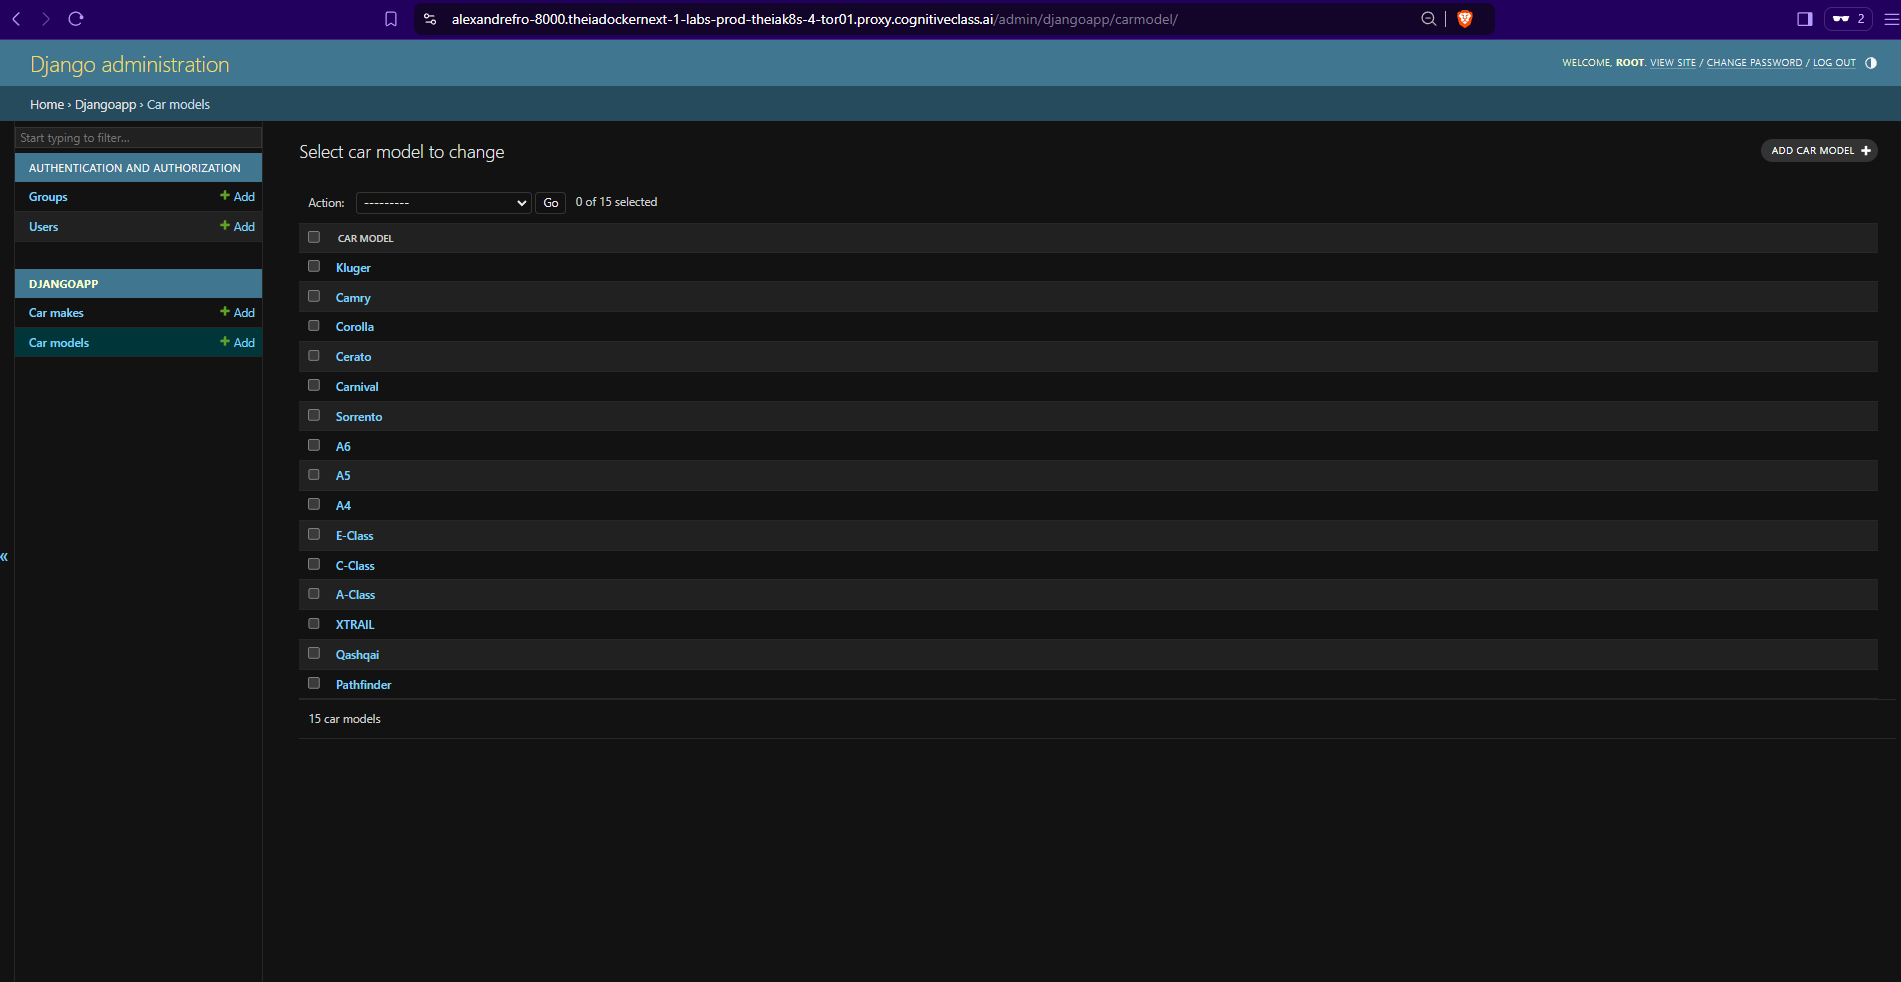 alexandrefro-8000.theiadockernext-1-labs-prod-theiak8s-4-tor01.proxy.cognitiveclass.ai/admin/djangoapp/carmodel/
2
Django administration
WELCOME, ROOT. VIEW SITE / CHANGE PASSWORD / LOG OUT
Home › Djangoapp › Car models
Start typing to filter...
AUTHENTICATION AND AUTHORIZATION
Groups
+ Add
Users
+ Add
DJANGOAPP
Car makes
+ Add
Car models
+ Add
«
Select car model to change
ADD CAR MODEL +
Action: --------- Go 0 of 15 selected
CAR MODEL
Kluger
Camry
Corolla
Cerato
Carnival
Sorrento
A6
A5
A4
E-Class
C-Class
A-Class
XTRAIL
Qashqai
Pathfinder
15 car models